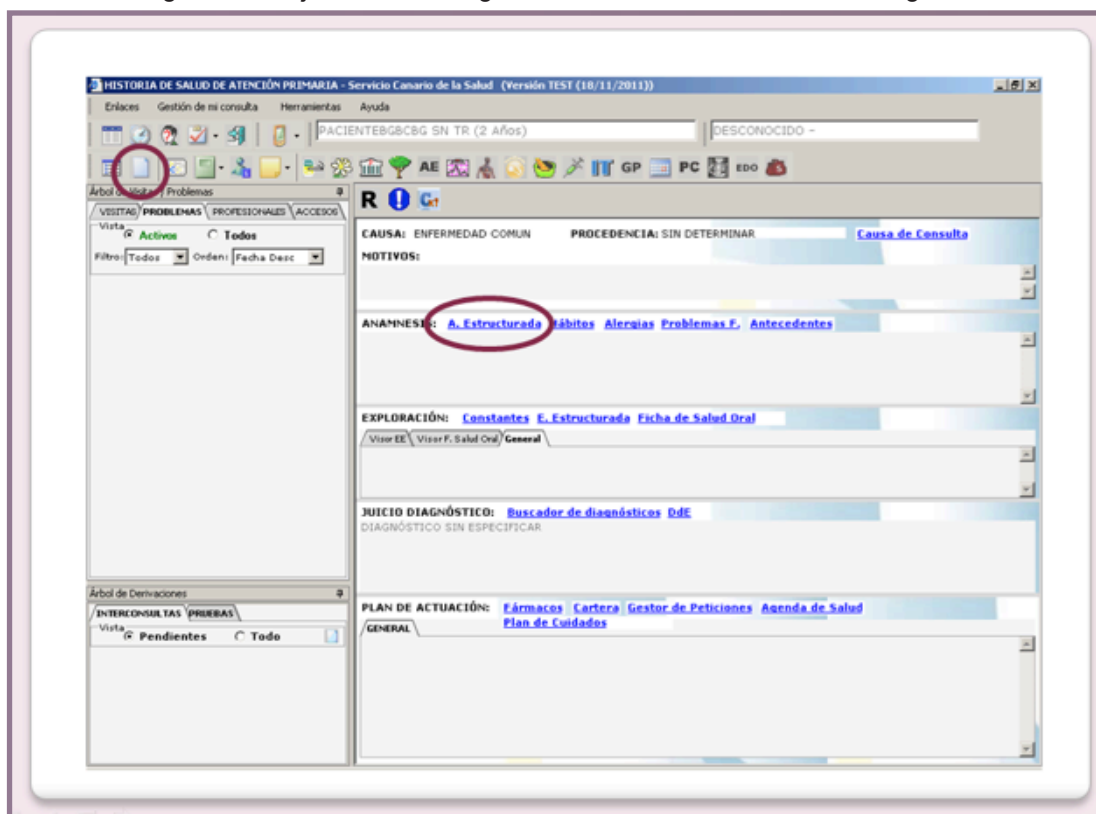 HISTORIA DE SALUD DE ATENCIÓN PRIMARIA - Servicio Canario de la Salud (Versión TEST (18/11/2011))
Enlaces Gestión de mi consulta Herramientas Ayuda
PACIENTEBGBCBG SN TR (2 Años) DESCONOCIDO -
AE GP PC EDO
Árbol de Visitas / Problemas
VISITAS PROBLEMAS PROFESIONALES ACCESOS
Vista
Activos Todos
Filtro: Todos Orden: Fecha Desc
R
CAUSA: ENFERMEDAD COMUN PROCEDENCIA: SIN DETERMINAR Causa de Consulta
MOTIVOS:
ANAMNESIS: A. Estructurada Hábitos Alergias Problemas F. Antecedentes
EXPLORACIÓN: Constantes E. Estructurada Ficha de Salud Oral
Visor EE Visor F. Salud Oral General
JUICIO DIAGNÓSTICO: Buscador de diagnósticos DdE
DIAGNÓSTICO SIN ESPECIFICAR
Árbol de Derivaciones
INTERCONSULTAS PRUEBAS
Vista
Pendientes Todo
PLAN DE ACTUACIÓN: Fármacos Cartera Gestor de Peticiones Agenda de Salud
Plan de Cuidados
GENERAL